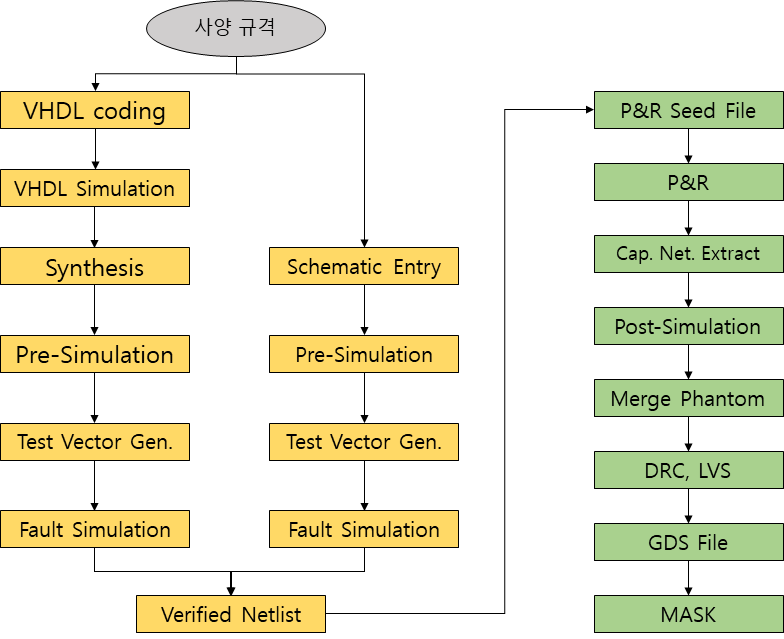 사양 규격
VHDL coding
VHDL Simulation
Synthesis
Pre-Simulation
Test Vector Gen.
Fault Simulation
Schematic Entry
Pre-Simulation
Test Vector Gen.
Fault Simulation
Verified Netlist
P&R Seed File
P&R
Cap. Net. Extract
Post-Simulation
Merge Phantom
DRC, LVS
GDS File
MASK